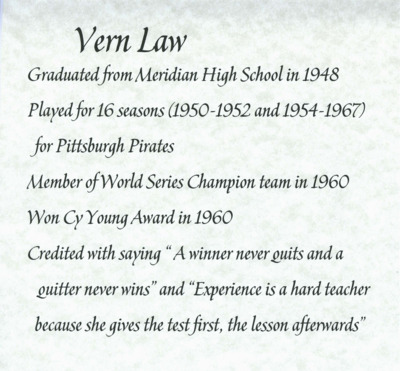 Vern Law
Graduated from Meridian High School in 1948
Played for 16 seasons (1950-1952 and 1954-1967)
for Pittsburgh Pirates
Member of World Series Champion team in 1960
Won Cy Young Award in 1960
Credited with saying “ A winner never quits and a
quitter never wins” and “Experience is a hard teacher
because she gives the test first, the lesson afterwards”